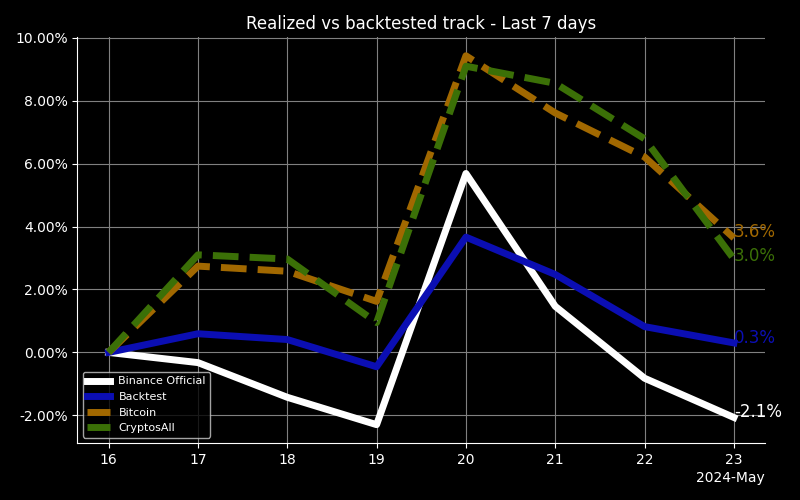 Realized vs backtested track - Last 7 days
10.00%
8.00%
6.00%
4.00%
2.00%
0.00%
-2.00%
3.6%
3.0%
0.3%
-2.1%
Binance Official
Backtest
Bitcoin
CryptosAll
16 17 18 19 20 21 22 23
2024-May